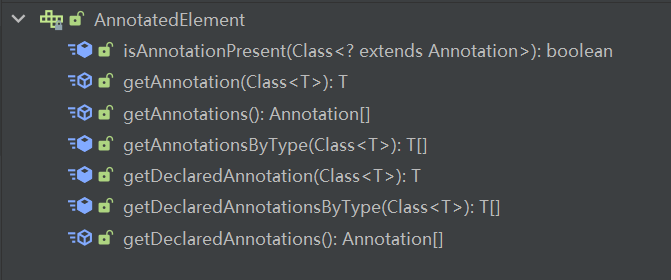 AnnotatedElement
isAnnotationPresent(Class<? extends Annotation>): boolean
getAnnotation(Class<T>): T
getAnnotations(): Annotation[]
getAnnotationsByType(Class<T>): T[]
getDeclaredAnnotation(Class<T>): T
getDeclaredAnnotationsByType(Class<T>): T[]
getDeclaredAnnotations(): Annotation[]